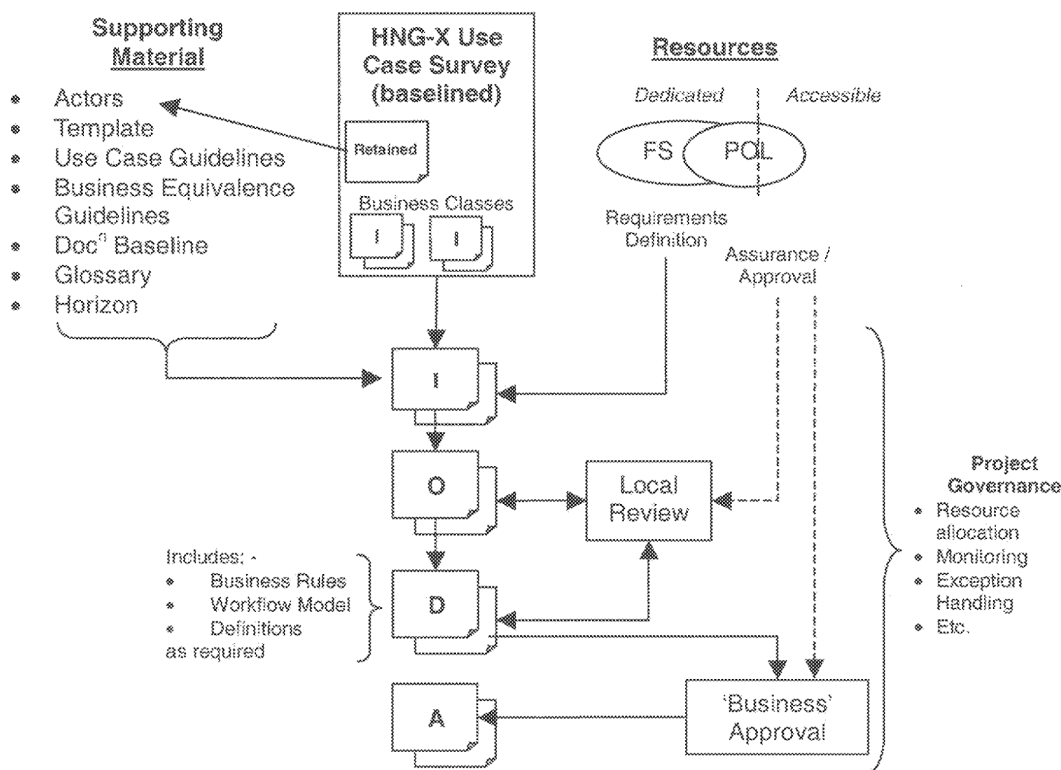 Supporting
Material
• Actors
• Template
• Use Case Guidelines
• Business Equivalence
Guidelines
• Docⁿ Baseline
• Glossary
• Horizon
HNG-X Use
Case Survey
(baselined)
Retained
Business Classes
I
I
Resources
Dedicated
Accessible
FS
POL
Requirements
Definition
Assurance /
Approval
I
O
Local
Review
Includes: -
• Business Rules
• Workflow Model
• Definitions
as required
D
A
'Business'
Approval
Project
Governance
• Resource
allocation
• Monitoring
• Exception
Handling
• Etc.